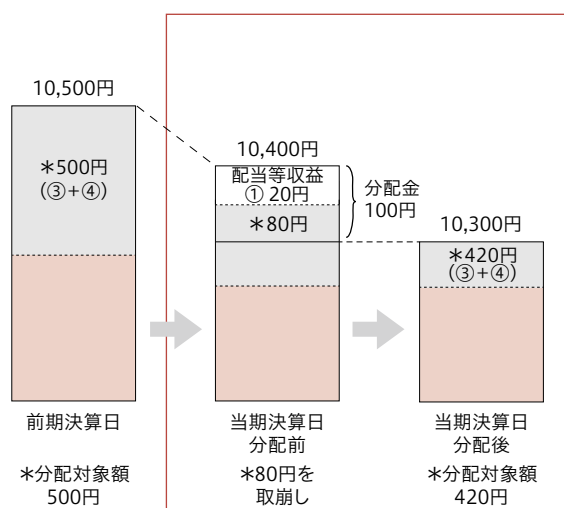 10,500円
＊500円
(③+④)
前期決算日
＊分配対象額
500円
10,400円
配当等収益
① 20円
＊80円
分配金
100円
当期決算日
分配前
＊80円を
取崩し
10,300円
＊420円
(③+④)
当期決算日
分配後
＊分配対象額
420円